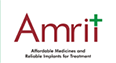 Amrit
Affordable Medicines and
Reliable Implants for Treatment